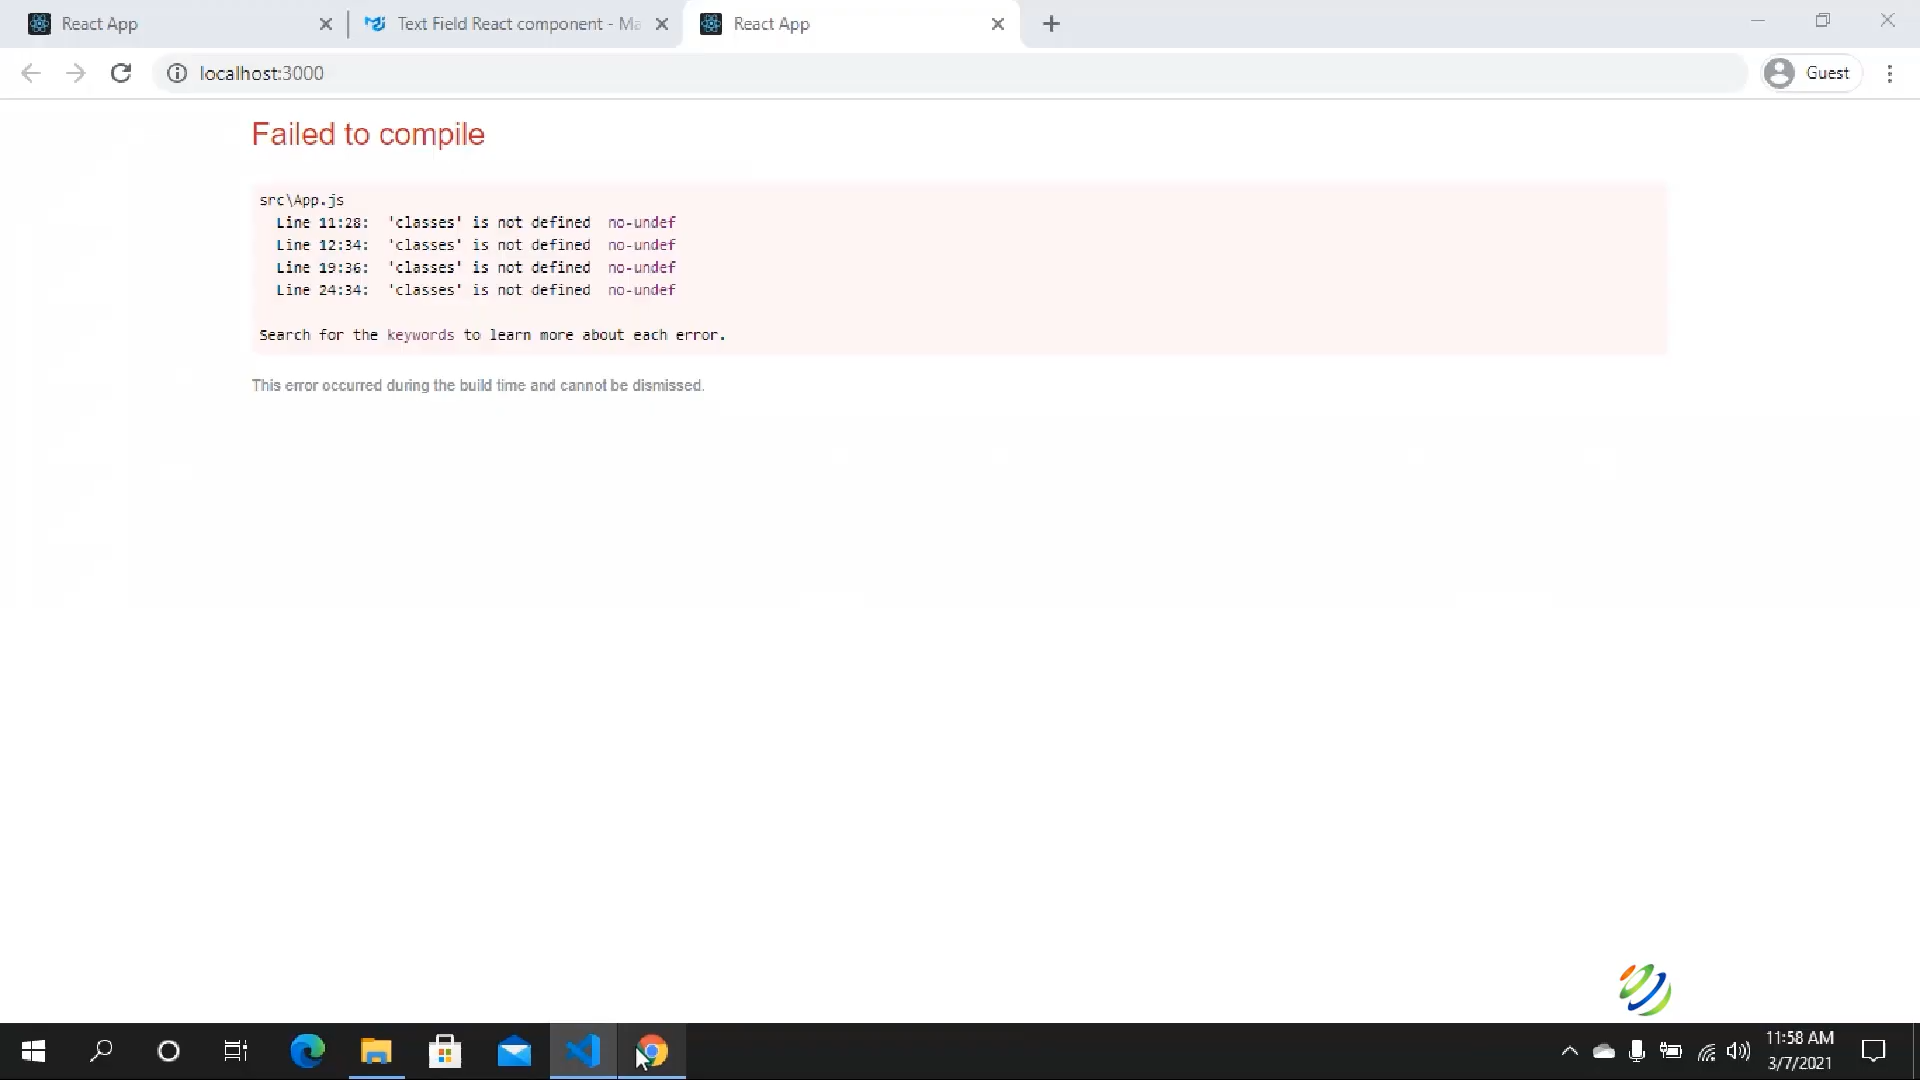 React App
Text Field React component - Ma
React App
localhost:3000
Guest
Failed to compile
src\App.js
Line 11:28: 'classes' is not defined no-undef
Line 12:34: 'classes' is not defined no-undef
Line 19:36: 'classes' is not defined no-undef
Line 24:34: 'classes' is not defined no-undef
Search for the keywords to learn more about each error.
This error occurred during the build time and cannot be dismissed.
11:58 AM
3/7/2021